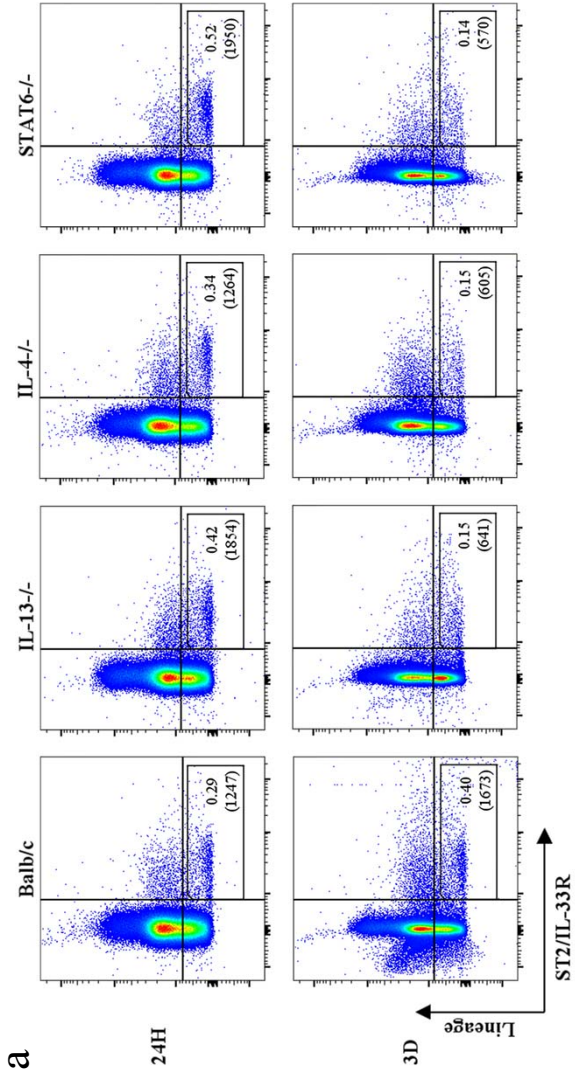 a
Balb/c
IL-13-/-
IL-4-/-
STAT6-/-
24H
0.29
(1247)
0.42
(1854)
0.34
(1264)
0.52
(1950)
3D
0.40
(1673)
0.15
(641)
0.15
(605)
0.14
(570)
Lineage
ST2/IL-33R